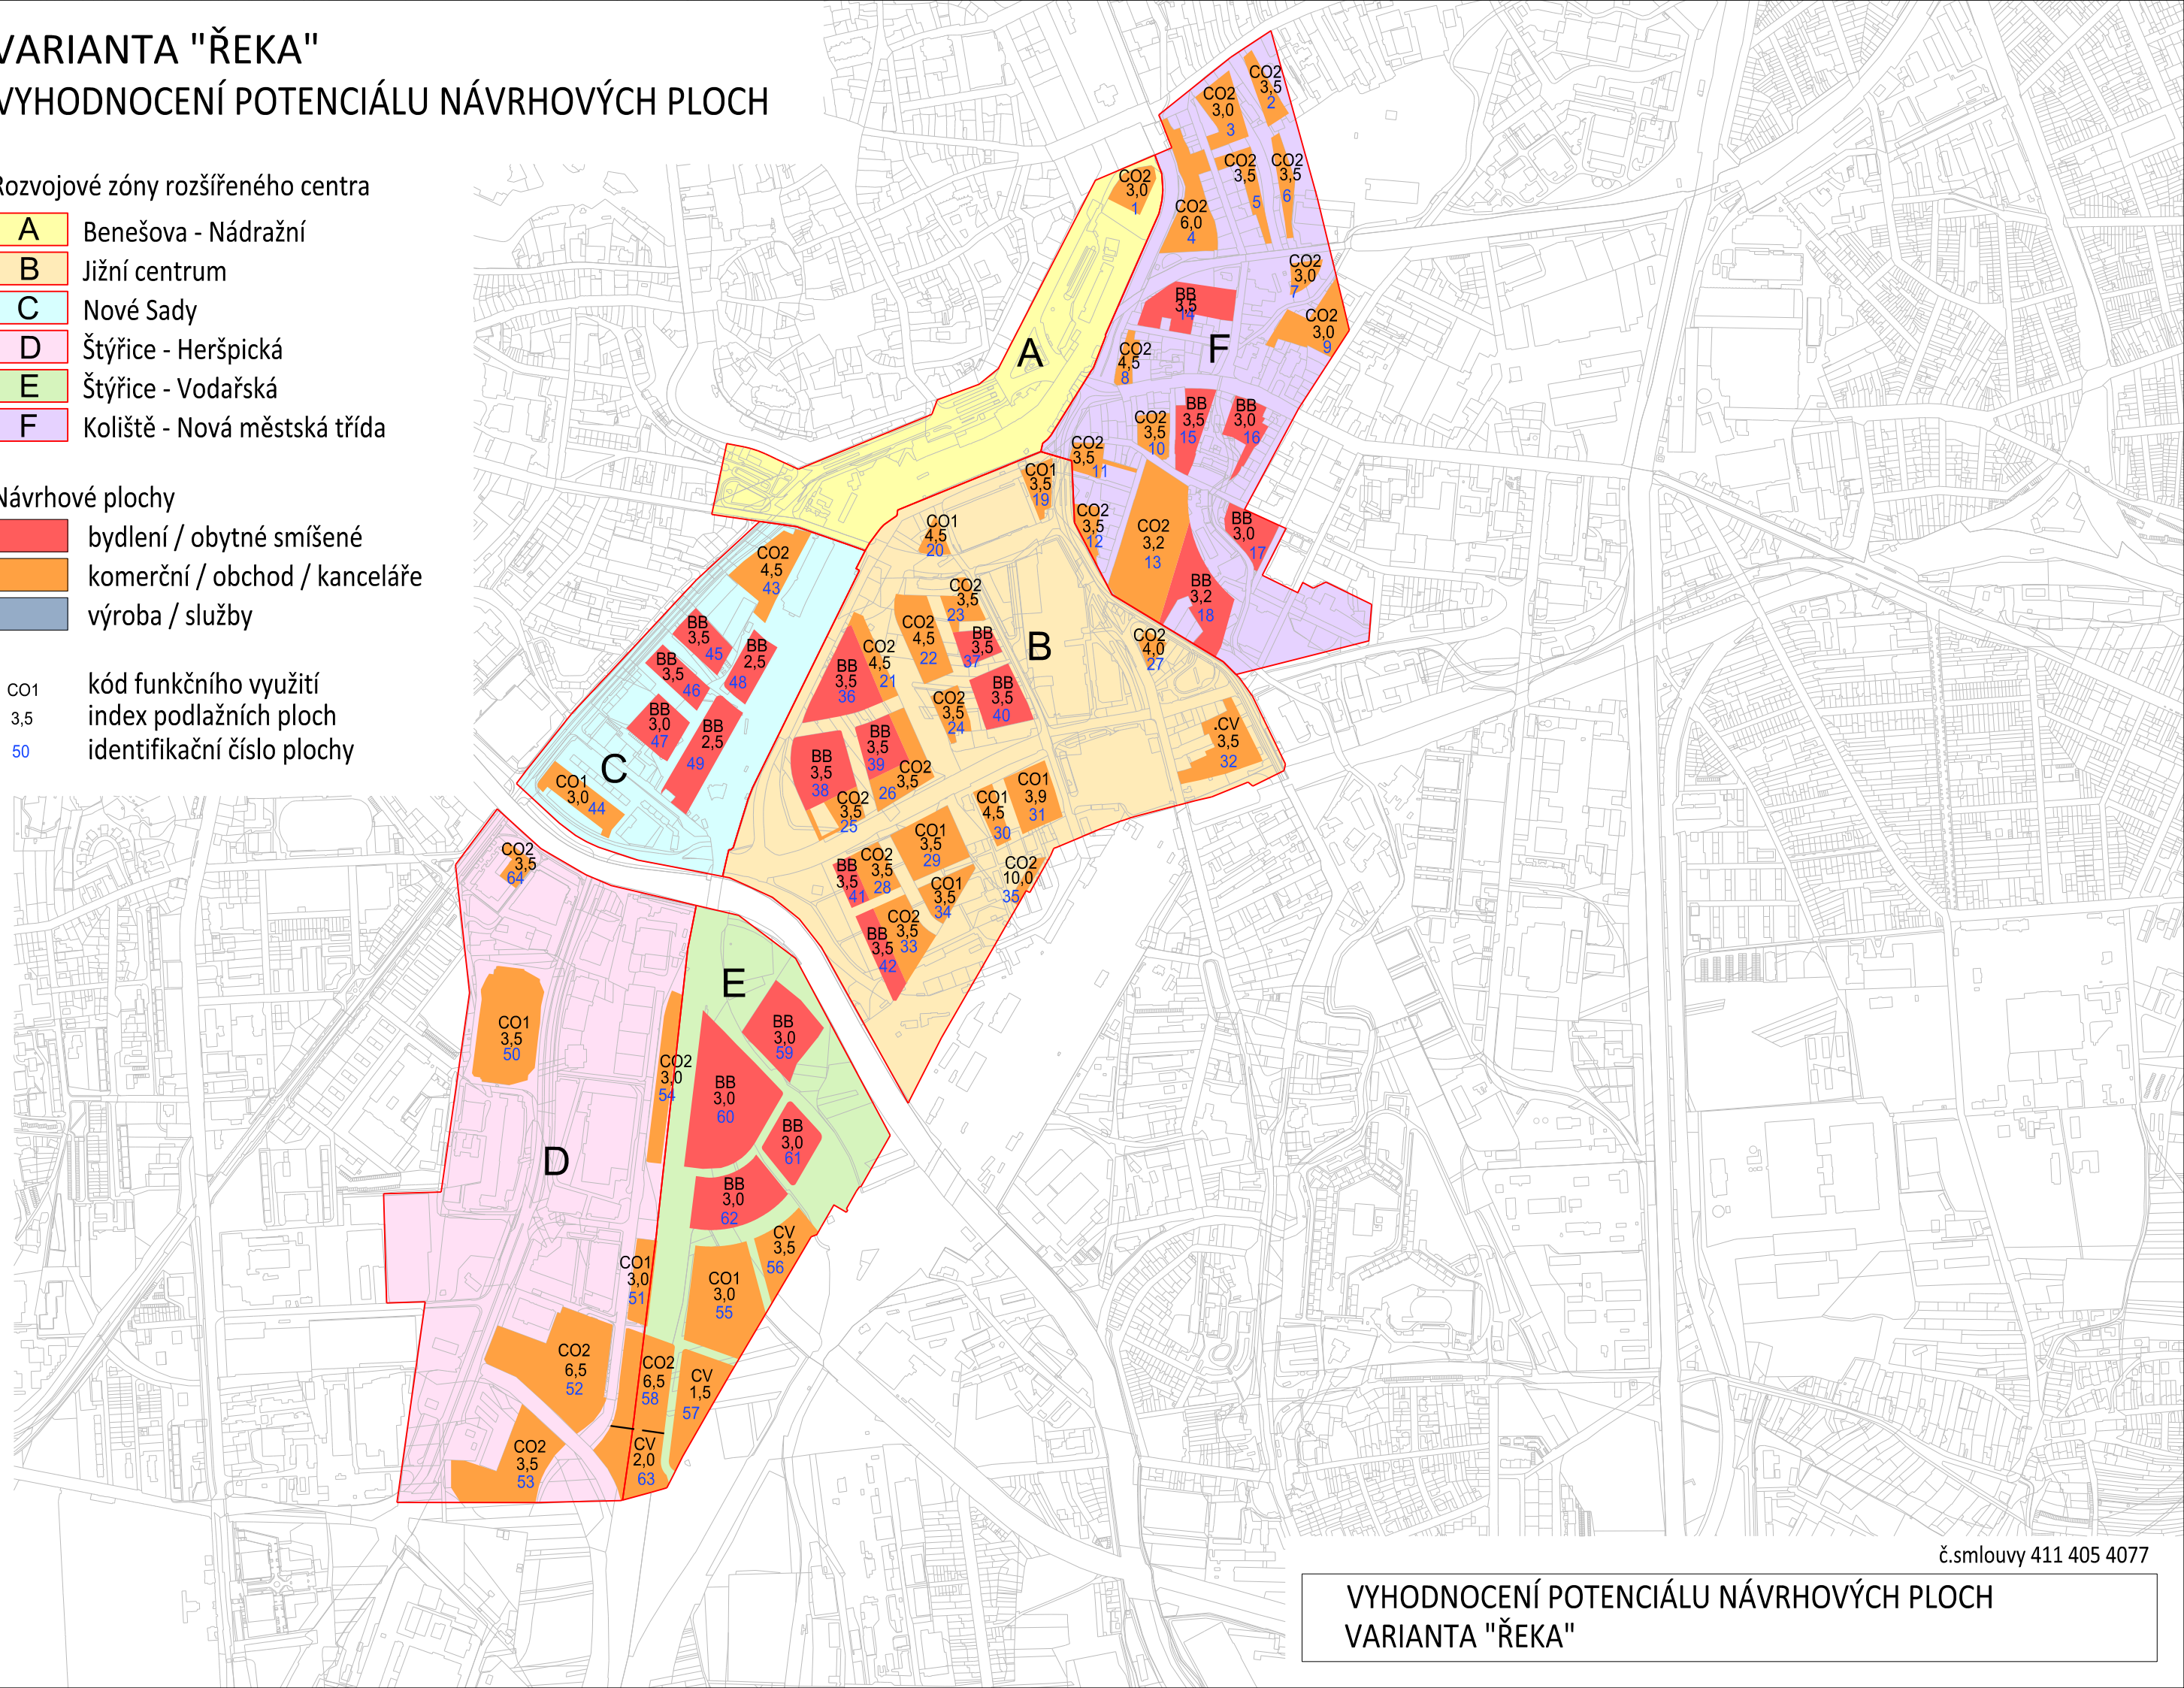 VARIANTA "ŘEKA"
VYHODNOCENÍ POTENCIÁLU NÁVRHOVÝCH PLOCH
Rozvojové zóny rozšířeného centra
A Benešova - Nádražní
B Jižní centrum
C Nové Sady
D Štýřice - Heršpická
E Štýřice - Vodařská
F Koliště - Nová městská třída
Návrhové plochy
bydlení / obytné smíšené
komerční / obchod / kanceláře
výroba / služby
CO1 kód funkčního využití
3,5 index podlažních ploch
50 identifikační číslo plochy
A
CO2
3,0
1
F
CO2
3,5
2
CO2
3,0
3
CO2
6,0
4
CO2
3,5
5
CO2
3,5
6
CO2
3,0
7
CO2
4,5
8
CO2
3,0
9
CO2
3,5
10
CO2
3,5
11
CO2
3,5
12
CO2
3,2
13
BB
3,5
14
BB
3,5
15
BB
3,0
16
BB
3,0
17
BB
3,2
18
B
CO1
3,5
19
CO1
4,5
20
CO2
4,5
21
CO2
4,5
22
CO2
3,5
23
CO2
3,5
24
CO2
3,5
25
CO2
3,5
26
CO2
4,0
27
CO2
3,5
28
CO1
3,5
29
CO1
4,5
30
CO1
3,9
31
.CV
3,5
32
CO2
3,5
33
CO1
3,5
34
CO2
10,0
35
BB
3,5
36
BB
3,5
37
BB
3,5
38
BB
3,5
39
BB
3,5
40
BB
3,5
41
BB
3,5
42
C
CO2
4,5
43
CO1
3,0
44
BB
3,5
45
BB
3,5
46
BB
3,0
47
BB
2,5
48
BB
2,5
49
D
CO1
3,5
50
CO1
3,0
51
CO2
6,5
52
CO2
3,5
53
CO2
3,0
54
CO2
3,5
64
E
CO1
3,0
55
CV
3,5
56
CV
1,5
57
CO2
6,5
58
BB
3,0
59
BB
3,0
60
BB
3,0
61
BB
3,0
62
CV
2,0
63
č.smlouvy 411 405 4077
VYHODNOCENÍ POTENCIÁLU NÁVRHOVÝCH PLOCH
VARIANTA "ŘEKA"